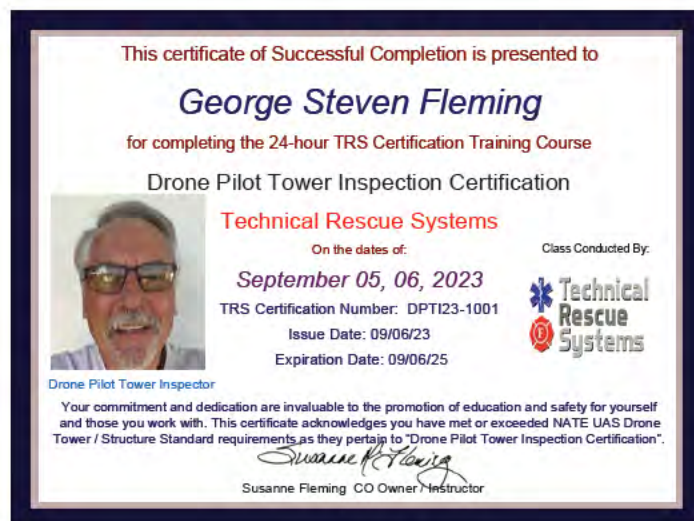 This certificate of Successful Completion is presented to
George Steven Fleming
for completing the 24-hour TRS Certification Training Course
Drone Pilot Tower Inspection Certification
Technical Rescue Systems
On the dates of:
Class Conducted By:
September 05, 06, 2023
TRS Certification Number: DPTI23-1001
Issue Date: 09/06/23
Expiration Date: 09/06/25
Technical
Rescue
Systems
F
Drone Pilot Tower Inspector
Your commitment and dedication are invaluable to the promotion of education and safety for yourself
and those you work with. This certificate acknowledges you have met or exceeded NATE UAS Drone
Tower / Structure Standard requirements as they pertain to "Drone Pilot Tower Inspection Certification".
Susanne M Fleming
Susanne Fleming CO Owner / Instructor